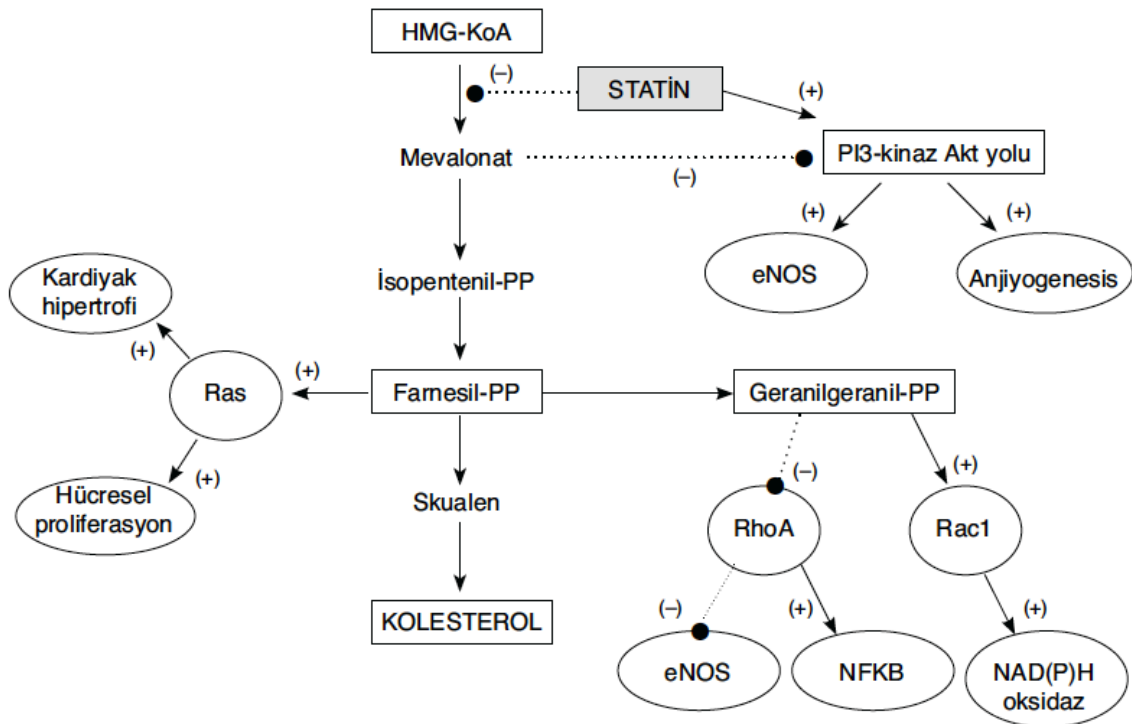 HMG-KoA
(–)
STATİN
(+)
Mevalonat
(–)
PI3-kinaz Akt yolu
(+)
(+)
eNOS
Anjiyogenesis
Kardiyak
hipertrofi
İsopentenil-PP
(+)
Ras
(+)
Farnesil-PP
Geranilgeranil-PP
(+)
Hücresel
proliferasyon
Skualen
(–)
(+)
RhoA
Rac1
KOLESTEROL
(–)
(+)
(+)
eNOS
NFKB
NAD(P)H
oksidaz